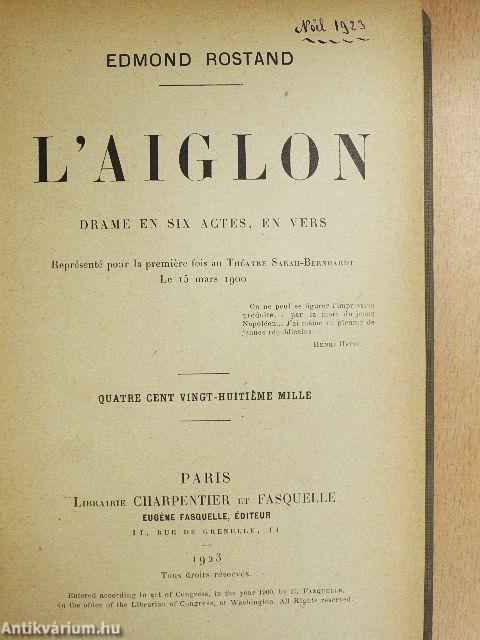 Noël 1923
EDMOND ROSTAND
L'AIGLON
DRAME EN SIX ACTES, EN VERS
Représenté pour la première fois au THÉATRE SARAH-BERNHARDT
Le 15 mars 1900
On ne peut se figurer l'impression
produite... par la mort du jeune
Napoléon... J'ai même vu pleurer de
jeunes républicains.
HENRI HEINE.
QUATRE CENT VINGT-HUITIÈME MILLE
PARIS
LIBRAIRIE CHARPENTIER ET FASQUELLE
EUGÈNE FASQUELLE, ÉDITEUR
11, RUE DE GRENELLE, 11
1923
Tous droits réservés.
Entered according to act of Congress, in the year 1900, by E. FASQUELLE,
in the office of the Librarian of Congress, at Washington. All Rights reserved.
Antikvárium.hu